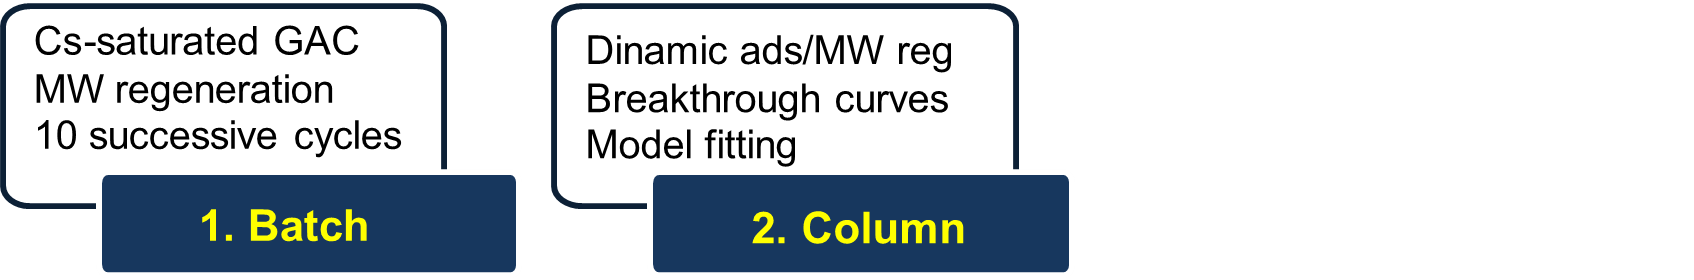 Cs-saturated GAC
MW regeneration
10 successive cycles
1. Batch
Dinamic ads/MW reg
Breakthrough curves
Model fitting
2. Column